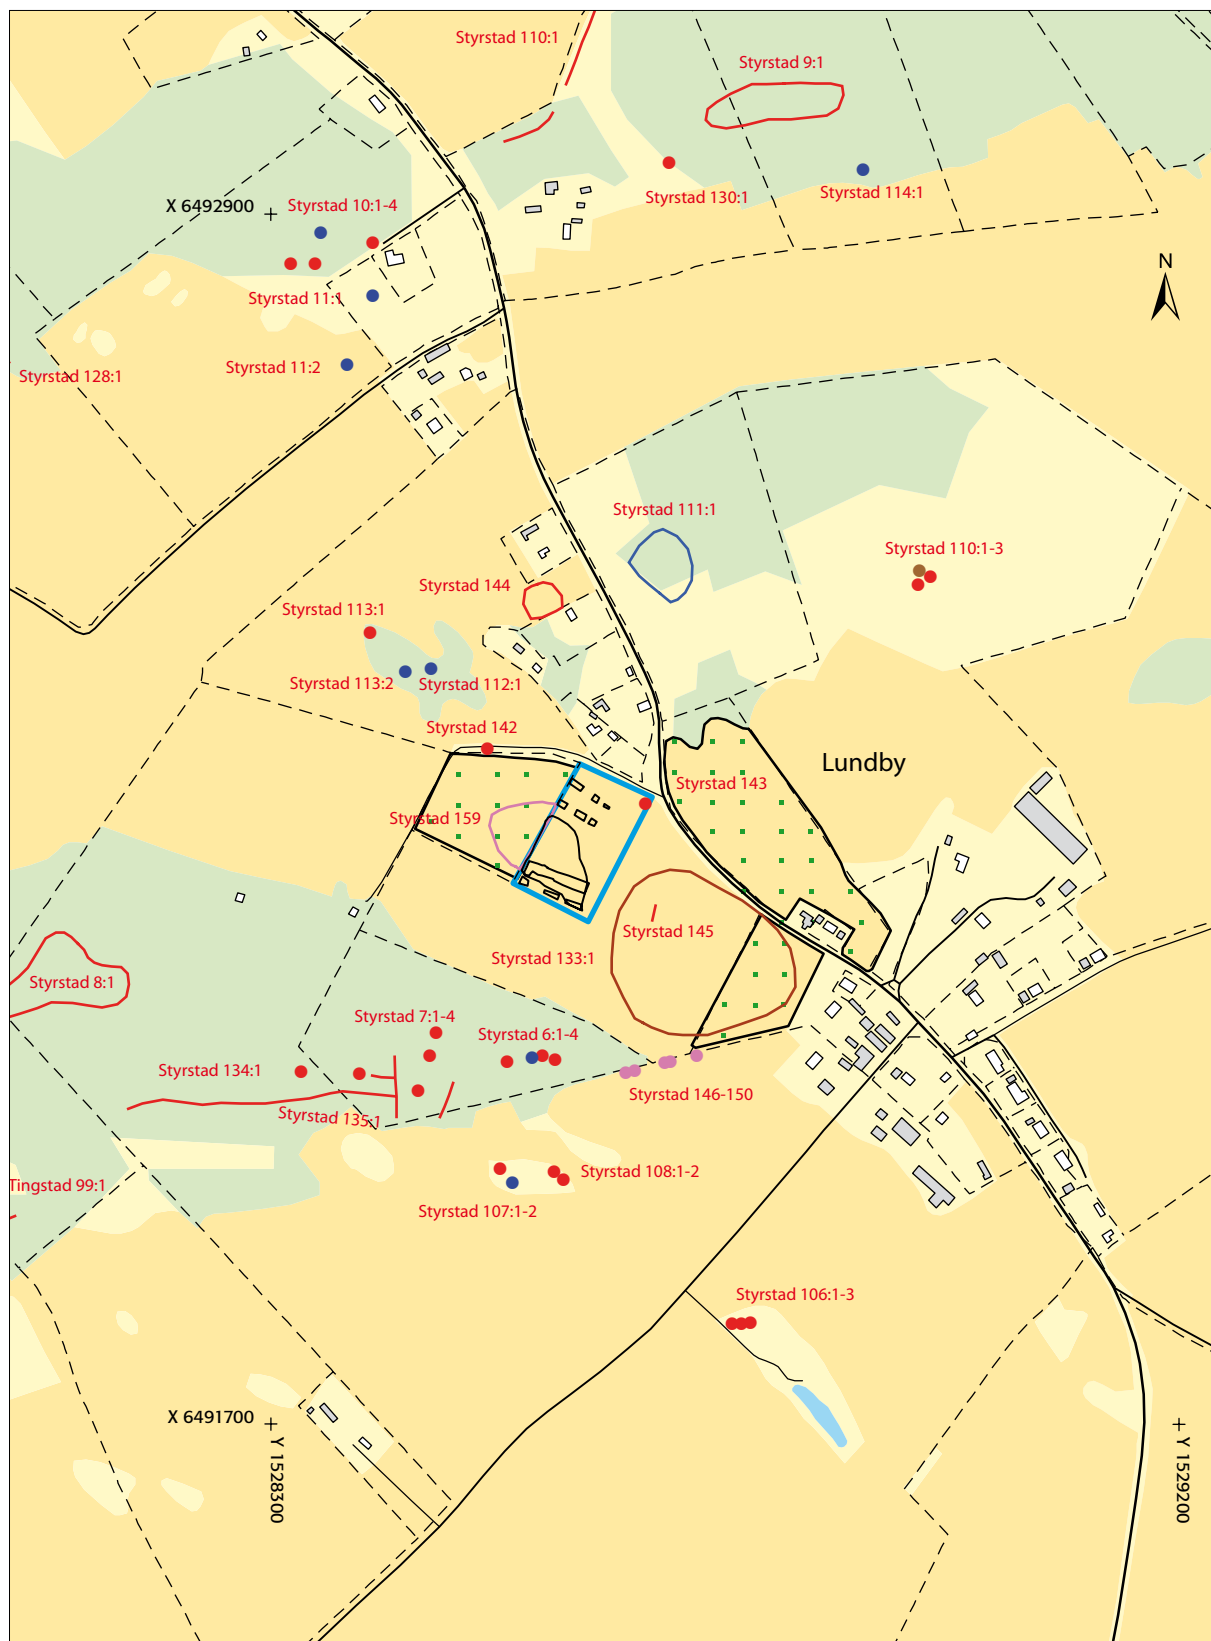 Styrstad 110:1
Styrstad 9:1
Styrstad 130:1
Styrstad 114:1
X 6492900
Styrstad 10:1-4
N
Styrstad 11:1
Styrstad 11:2
Styrstad 128:1
Styrstad 111:1
Styrstad 110:1-3
Styrstad 144
Styrstad 113:1
Styrstad 113:2
Styrstad 112:1
Styrstad 142
Lundby
Styrstad 143
Styrstad 159
Styrstad 145
Styrstad 133:1
Styrstad 8:1
Styrstad 7:1-4
Styrstad 6:1-4
Styrstad 134:1
Styrstad 146-150
Styrstad 135:1
Styrstad 108:1-2
Tingstad 99:1
Styrstad 107:1-2
Styrstad 106:1-3
X 6491700
Y 1528300
Y 1529200